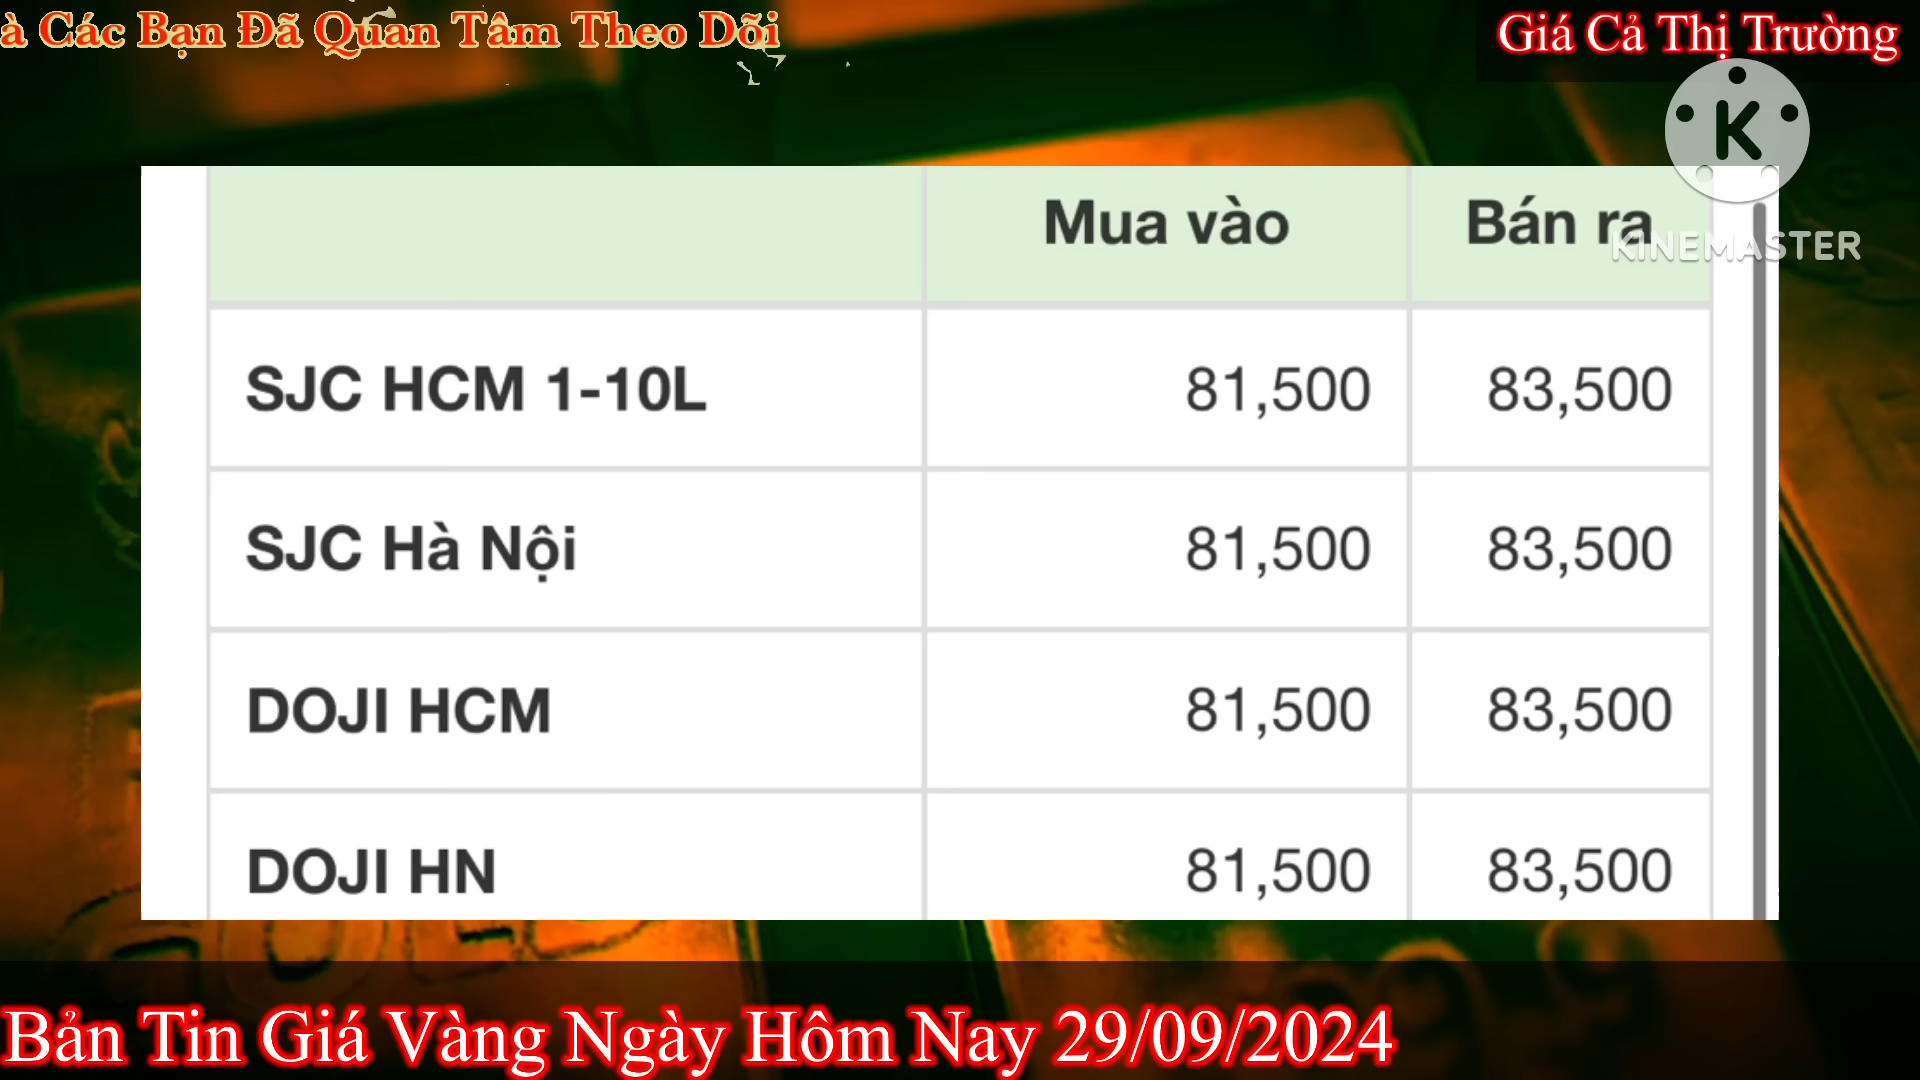 à Các Bạn Đã Quan Tâm Theo Dõi
Giá Cả Thị Trường
K
KINEMASTER
Mua vào Bán ra
SJC HCM 1-10L 81,500 83,500
SJC Hà Nội 81,500 83,500
DOJI HCM 81,500 83,500
DOJI HN 81,500 83,500
Bản Tin Giá Vàng Ngày Hôm Nay 29/09/2024